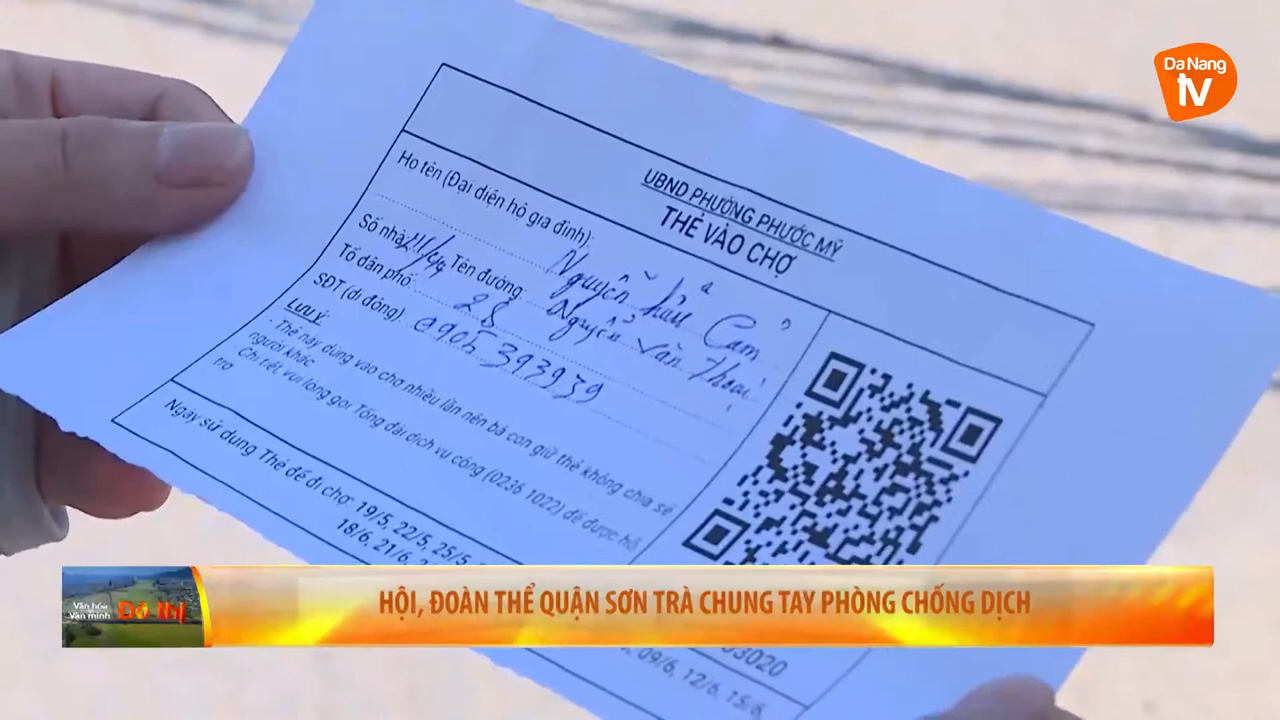 Da Nang
tv
UBND PHƯỜNG PHƯỚC MỸ
THẺ VÀO CHỢ
Họ tên (Đại diện hộ gia đình):
Nguyễn Hữu Cam
Số nhà: Tên đường: Nguyễn Văn Thoại
Tổ dân phố: 28
SĐT (di động): 0905 393939
Lưu ý:
- Thẻ này dùng vào chợ nhiều lần nên bà con giữ thẻ không chia sẻ
người khác
- Chi tiết, vui lòng gọi Tổng đài dịch vụ công (0236 1022) để được hỗ
trợ
Ngày sử dụng Thẻ để đi chợ: 19/5, 22/5, 25/5,
09/6, 12/6, 15/6,
18/6, 21/6,
03020
Văn hóa
Văn minh
Đô thị
HỘI, ĐOÀN THỂ QUẬN SƠN TRÀ CHUNG TAY PHÒNG CHỐNG DỊCH